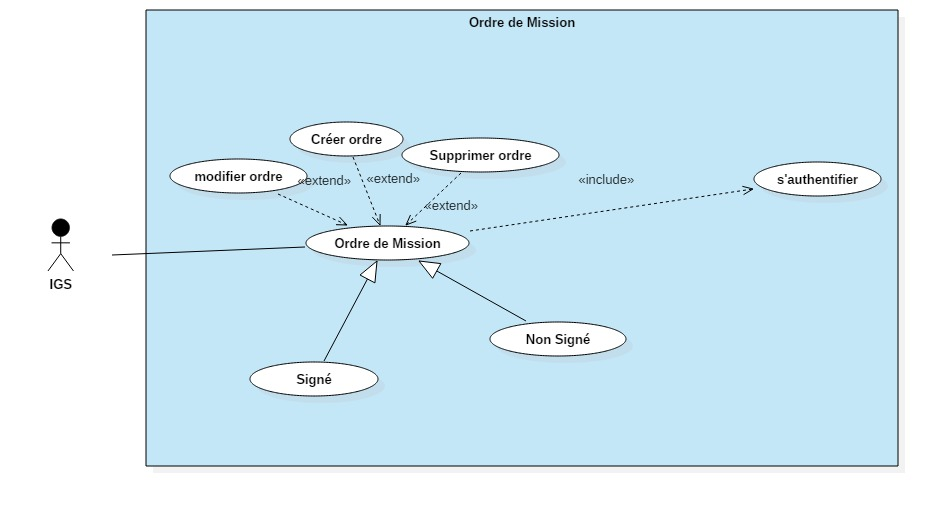 Ordre de Mission
Créer ordre
Supprimer ordre
modifier ordre
«extend»
«extend»
«include»
s'authentifier
«extend»
Ordre de Mission
IGS
Non Signé
Signé